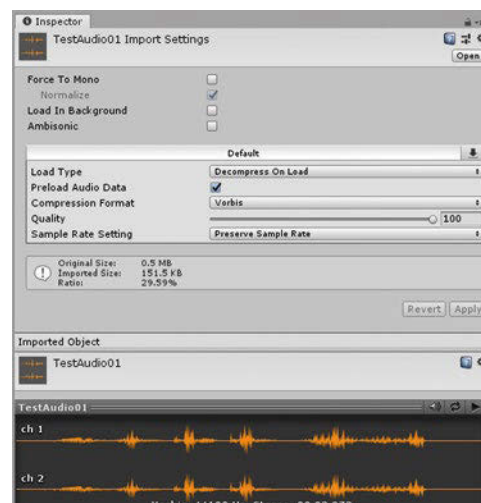 Inspector
TestAudio01 Import Settings
Open
Force To Mono
Normalize
Load In Background
Ambisonic
Default
Load Type Decompress On Load
Preload Audio Data
Compression Format Vorbis
Quality 100
Sample Rate Setting Preserve Sample Rate
Original Size: 0.5 MB
Imported Size: 151.5 KB
Ratio: 29.59%
Revert Apply
Imported Object
TestAudio01
TestAudio01
ch 1
ch 2